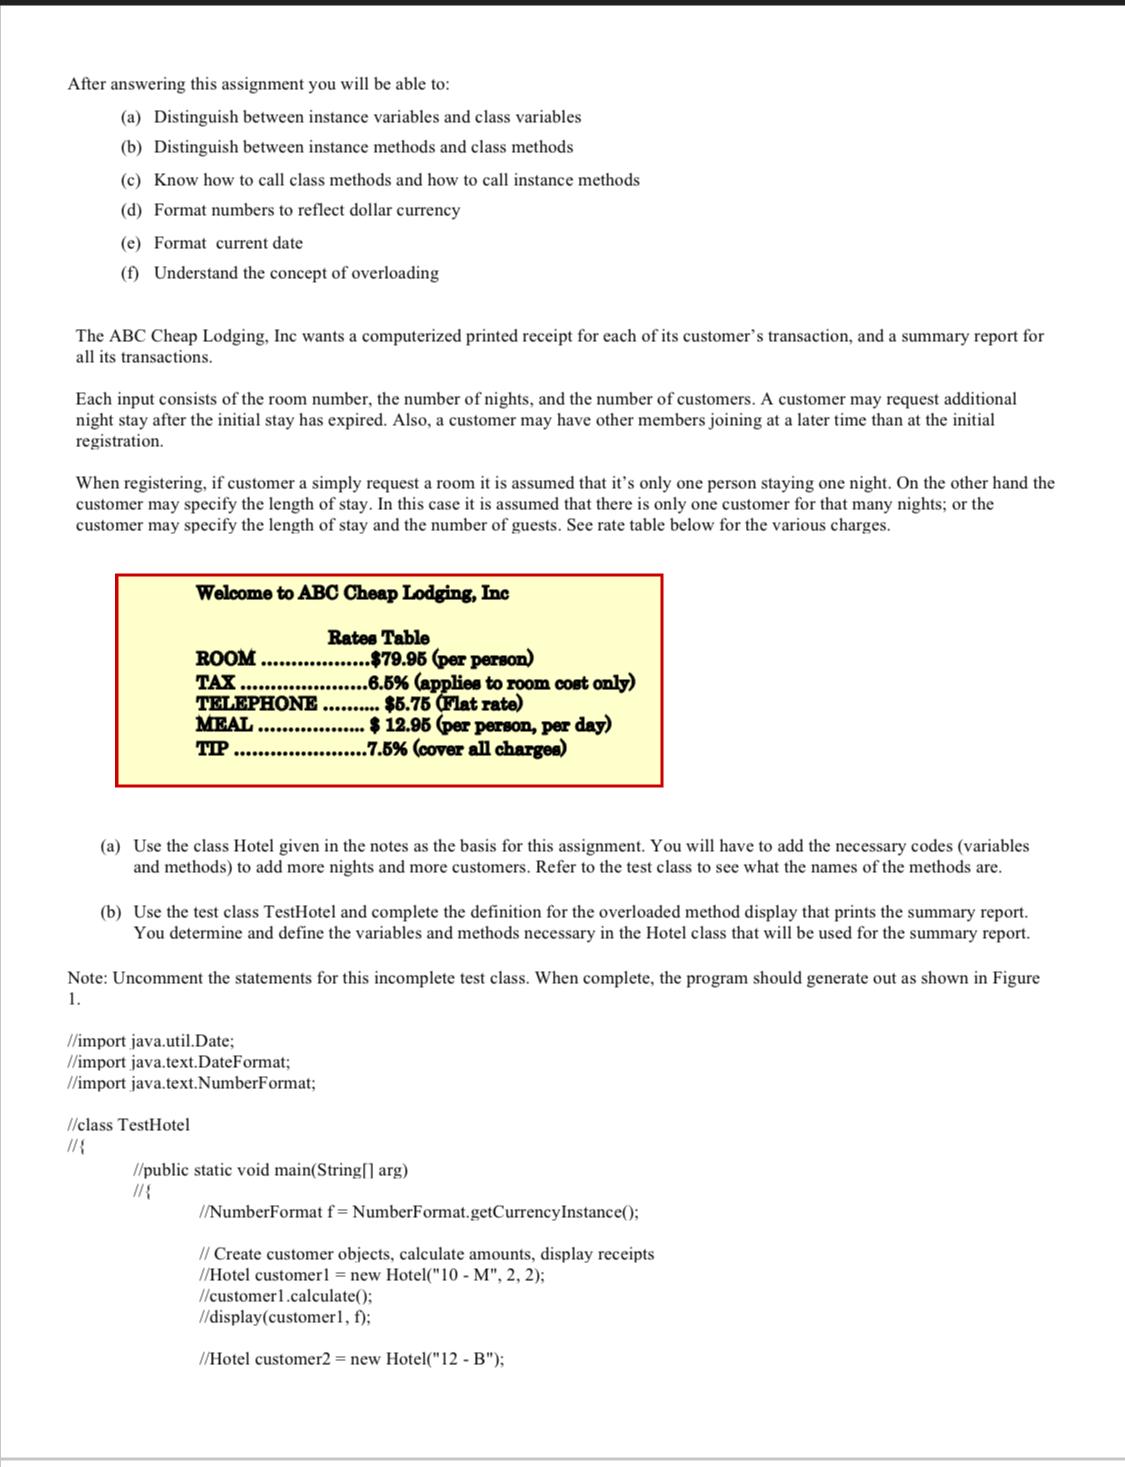 After answering this assignment you will be able to:
(a) Distinguish between instance variables and class variables
(b) Distinguish between instance methods and class methods
(c) Know how to call class methods and how to call instance methods
(d) Format numbers to reflect dollar currency
(e) Format current date
(f) Understand the concept of overloading
The ABC Cheap Lodging, Inc wants a computerized printed receipt for each of its customer's transaction, and a summary report for
all its transactions.
Each input consists of the room number, the number of nights, and the number of customers. A customer may request additional
night stay after the initial stay has expired. Also, a customer may have other members joining at a later time than at the initial
registration.
When registering, if customer a simply request a room it is assumed that it's only one person staying one night. On the other hand the
customer may specify the length of stay. In this case it is assumed that there is only one customer for that many nights; or the
customer may specify the length of stay and the number of guests. See rate table below for the various charges.
Welcome to ABC Cheap Lodging, Inc
Rates Table
ROOM ..................$79.95 (per person)
TAX .....................6.5% (applies to room cost only)
TELEPHONE .......... $5.75 (Flat rate)
MEAL .................. $ 12.95 (per person, per day)
TIP ......................7.5% (cover all charges)
(a) Use the class Hotel given in the notes as the basis for this assignment. You will have to add the necessary codes (variables
and methods) to add more nights and more customers. Refer to the test class to see what the names of the methods are.
(b) Use the test class TestHotel and complete the definition for the overloaded method display that prints the summary report.
You determine and define the variables and methods necessary in the Hotel class that will be used for the summary report.
Note: Uncomment the statements for this incomplete test class. When complete, the program should generate out as shown in Figure
1.
//import java.util.Date;
//import java.text.DateFormat;
//import java.text.NumberFormat;
//class TestHotel
//{
//public static void main(String[] arg)
//{
//NumberFormat f = NumberFormat.getCurrencyInstance();
// Create customer objects, calculate amounts, display receipts
//Hotel customer1 = new Hotel("10 - M", 2, 2);
//customer1.calculate();
//display(customer1, f);
//Hotel customer2 = new Hotel("12 - B");